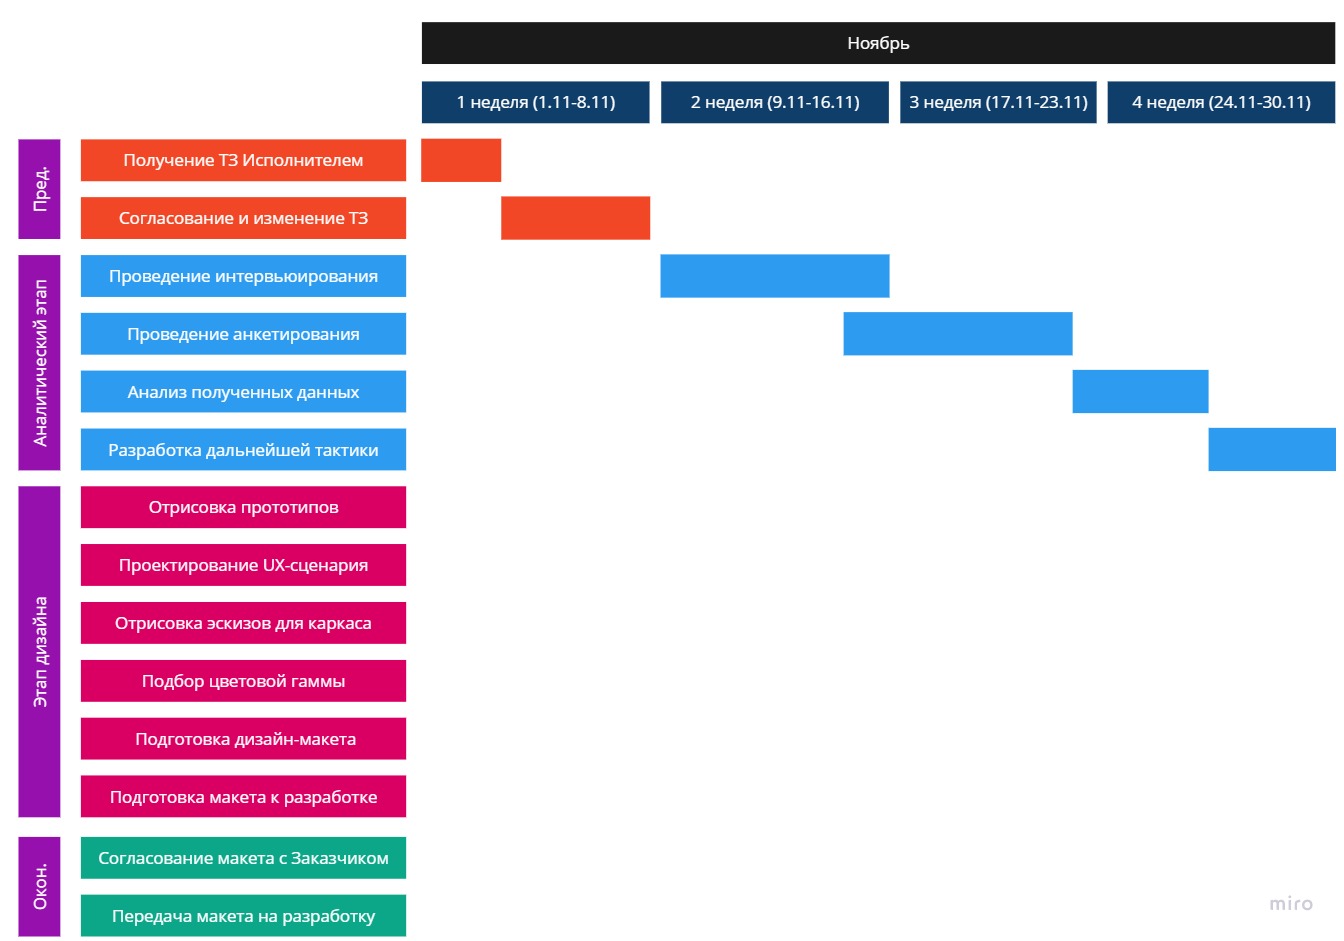 Ноябрь
1 неделя (1.11-8.11)
2 неделя (9.11-16.11)
3 неделя (17.11-23.11)
4 неделя (24.11-30.11)
Пред.
Получение ТЗ Исполнителем
Согласование и изменение ТЗ
Аналитический этап
Проведение интервьюирования
Проведение анкетирования
Анализ полученных данных
Разработка дальнейшей тактики
Этап дизайна
Отрисовка прототипов
Проектирование UX-сценария
Отрисовка эскизов для каркаса
Подбор цветовой гаммы
Подготовка дизайн-макета
Подготовка макета к разработке
Окон.
Согласование макета с Заказчиком
Передача макета на разработку
miro